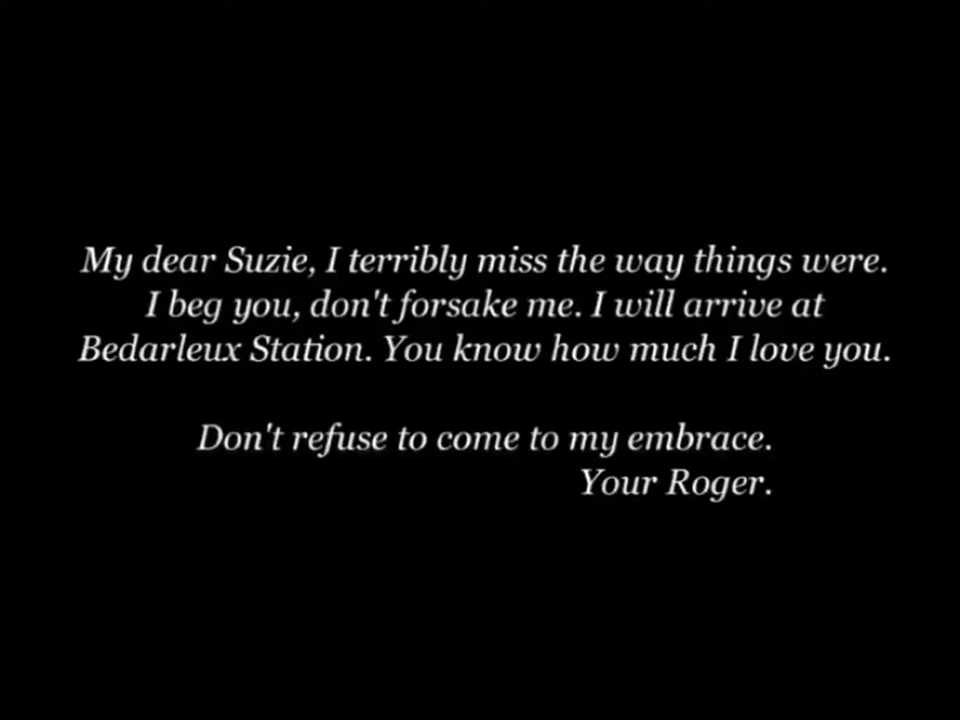 My dear Suzie, I terribly miss the way things were.
I beg you, don't forsake me. I will arrive at
Bedarleux Station. You know how much I love you.
Don't refuse to come to my embrace.
Your Roger.